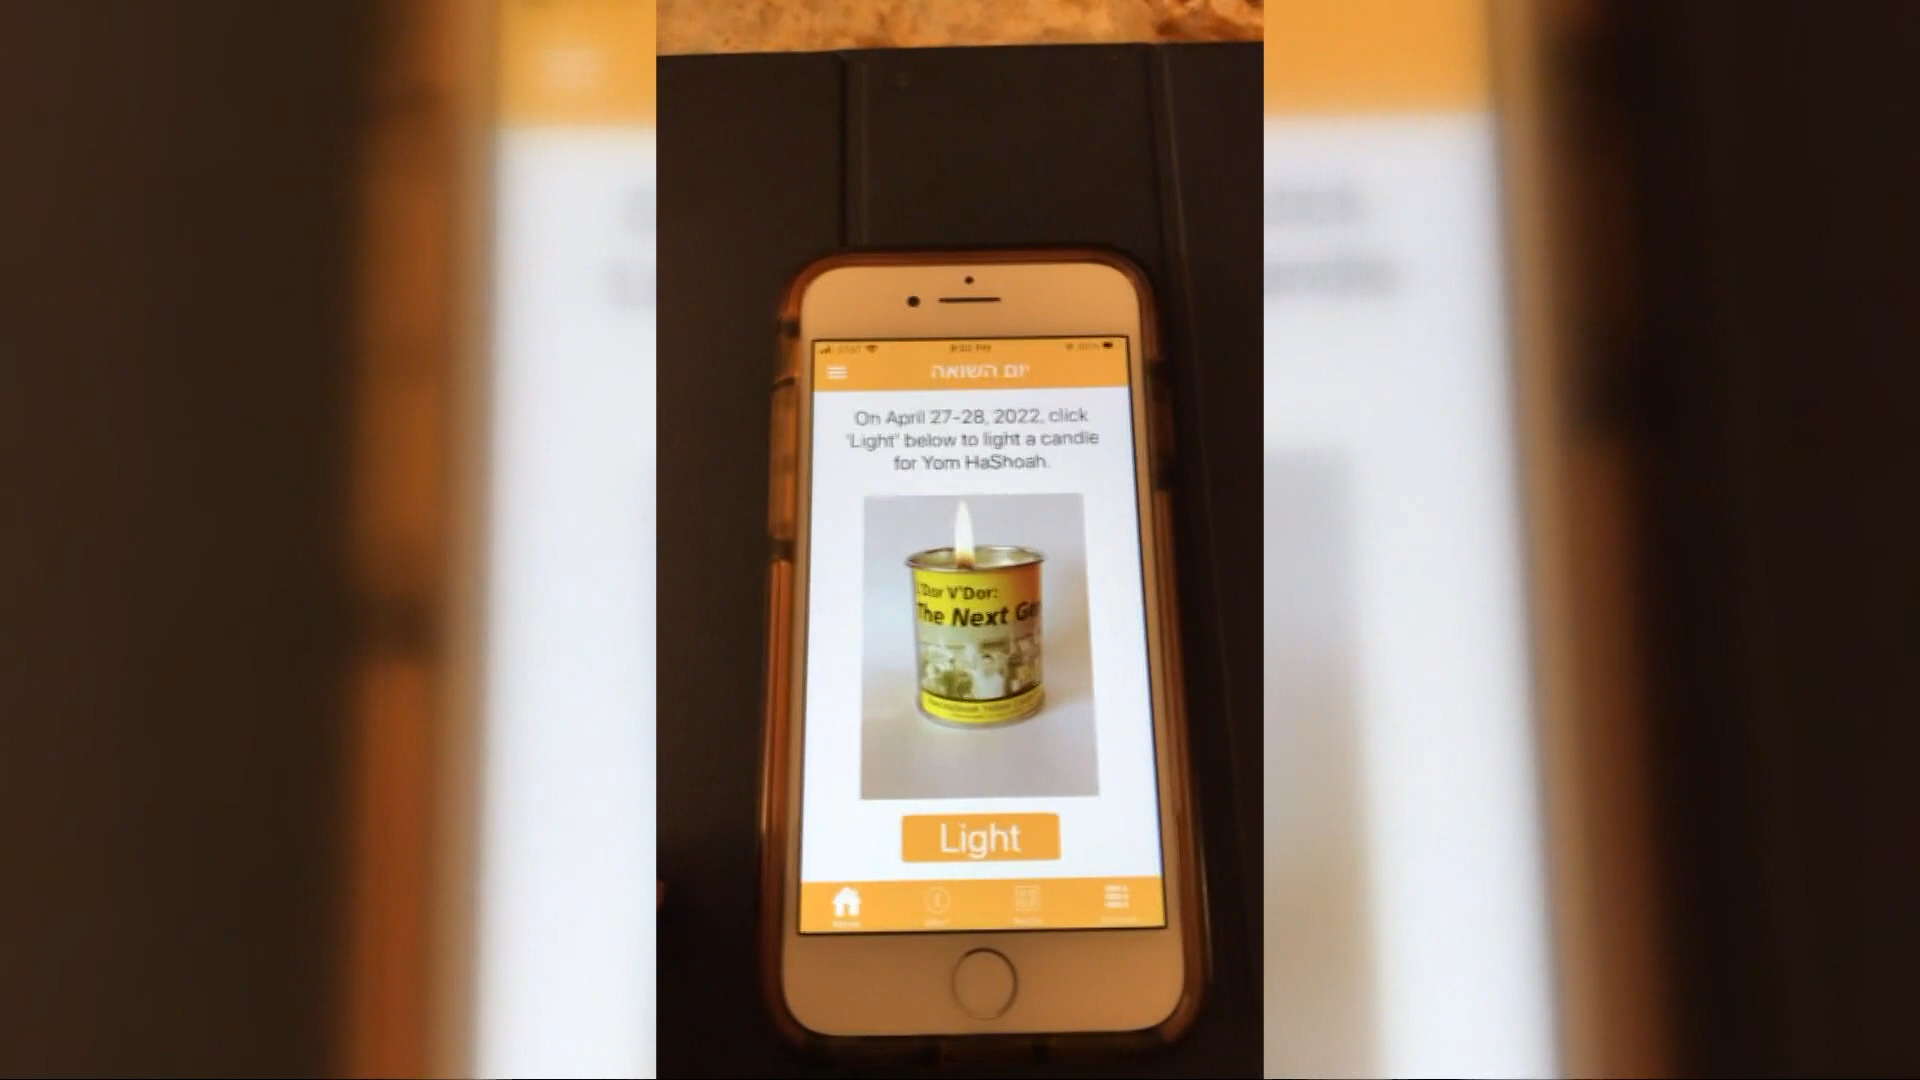 יום השואה
On April 27-28, 2022, click
"Light" below to light a candle
for Yom HaShoah.
L'Dor V'Dor:
The Next Gen
Light